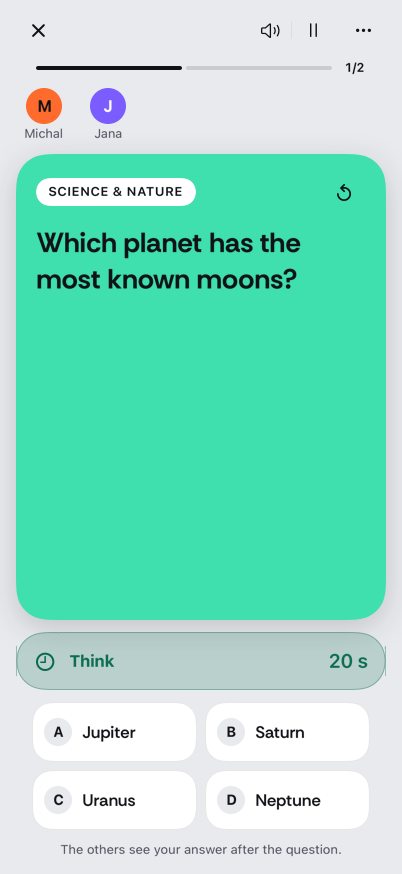 1/2
M
J
Michal
Jana
SCIENCE & NATURE
Which planet has the
most known moons?
Think
20 s
A Jupiter
B Saturn
C Uranus
D Neptune
The others see your answer after the question.